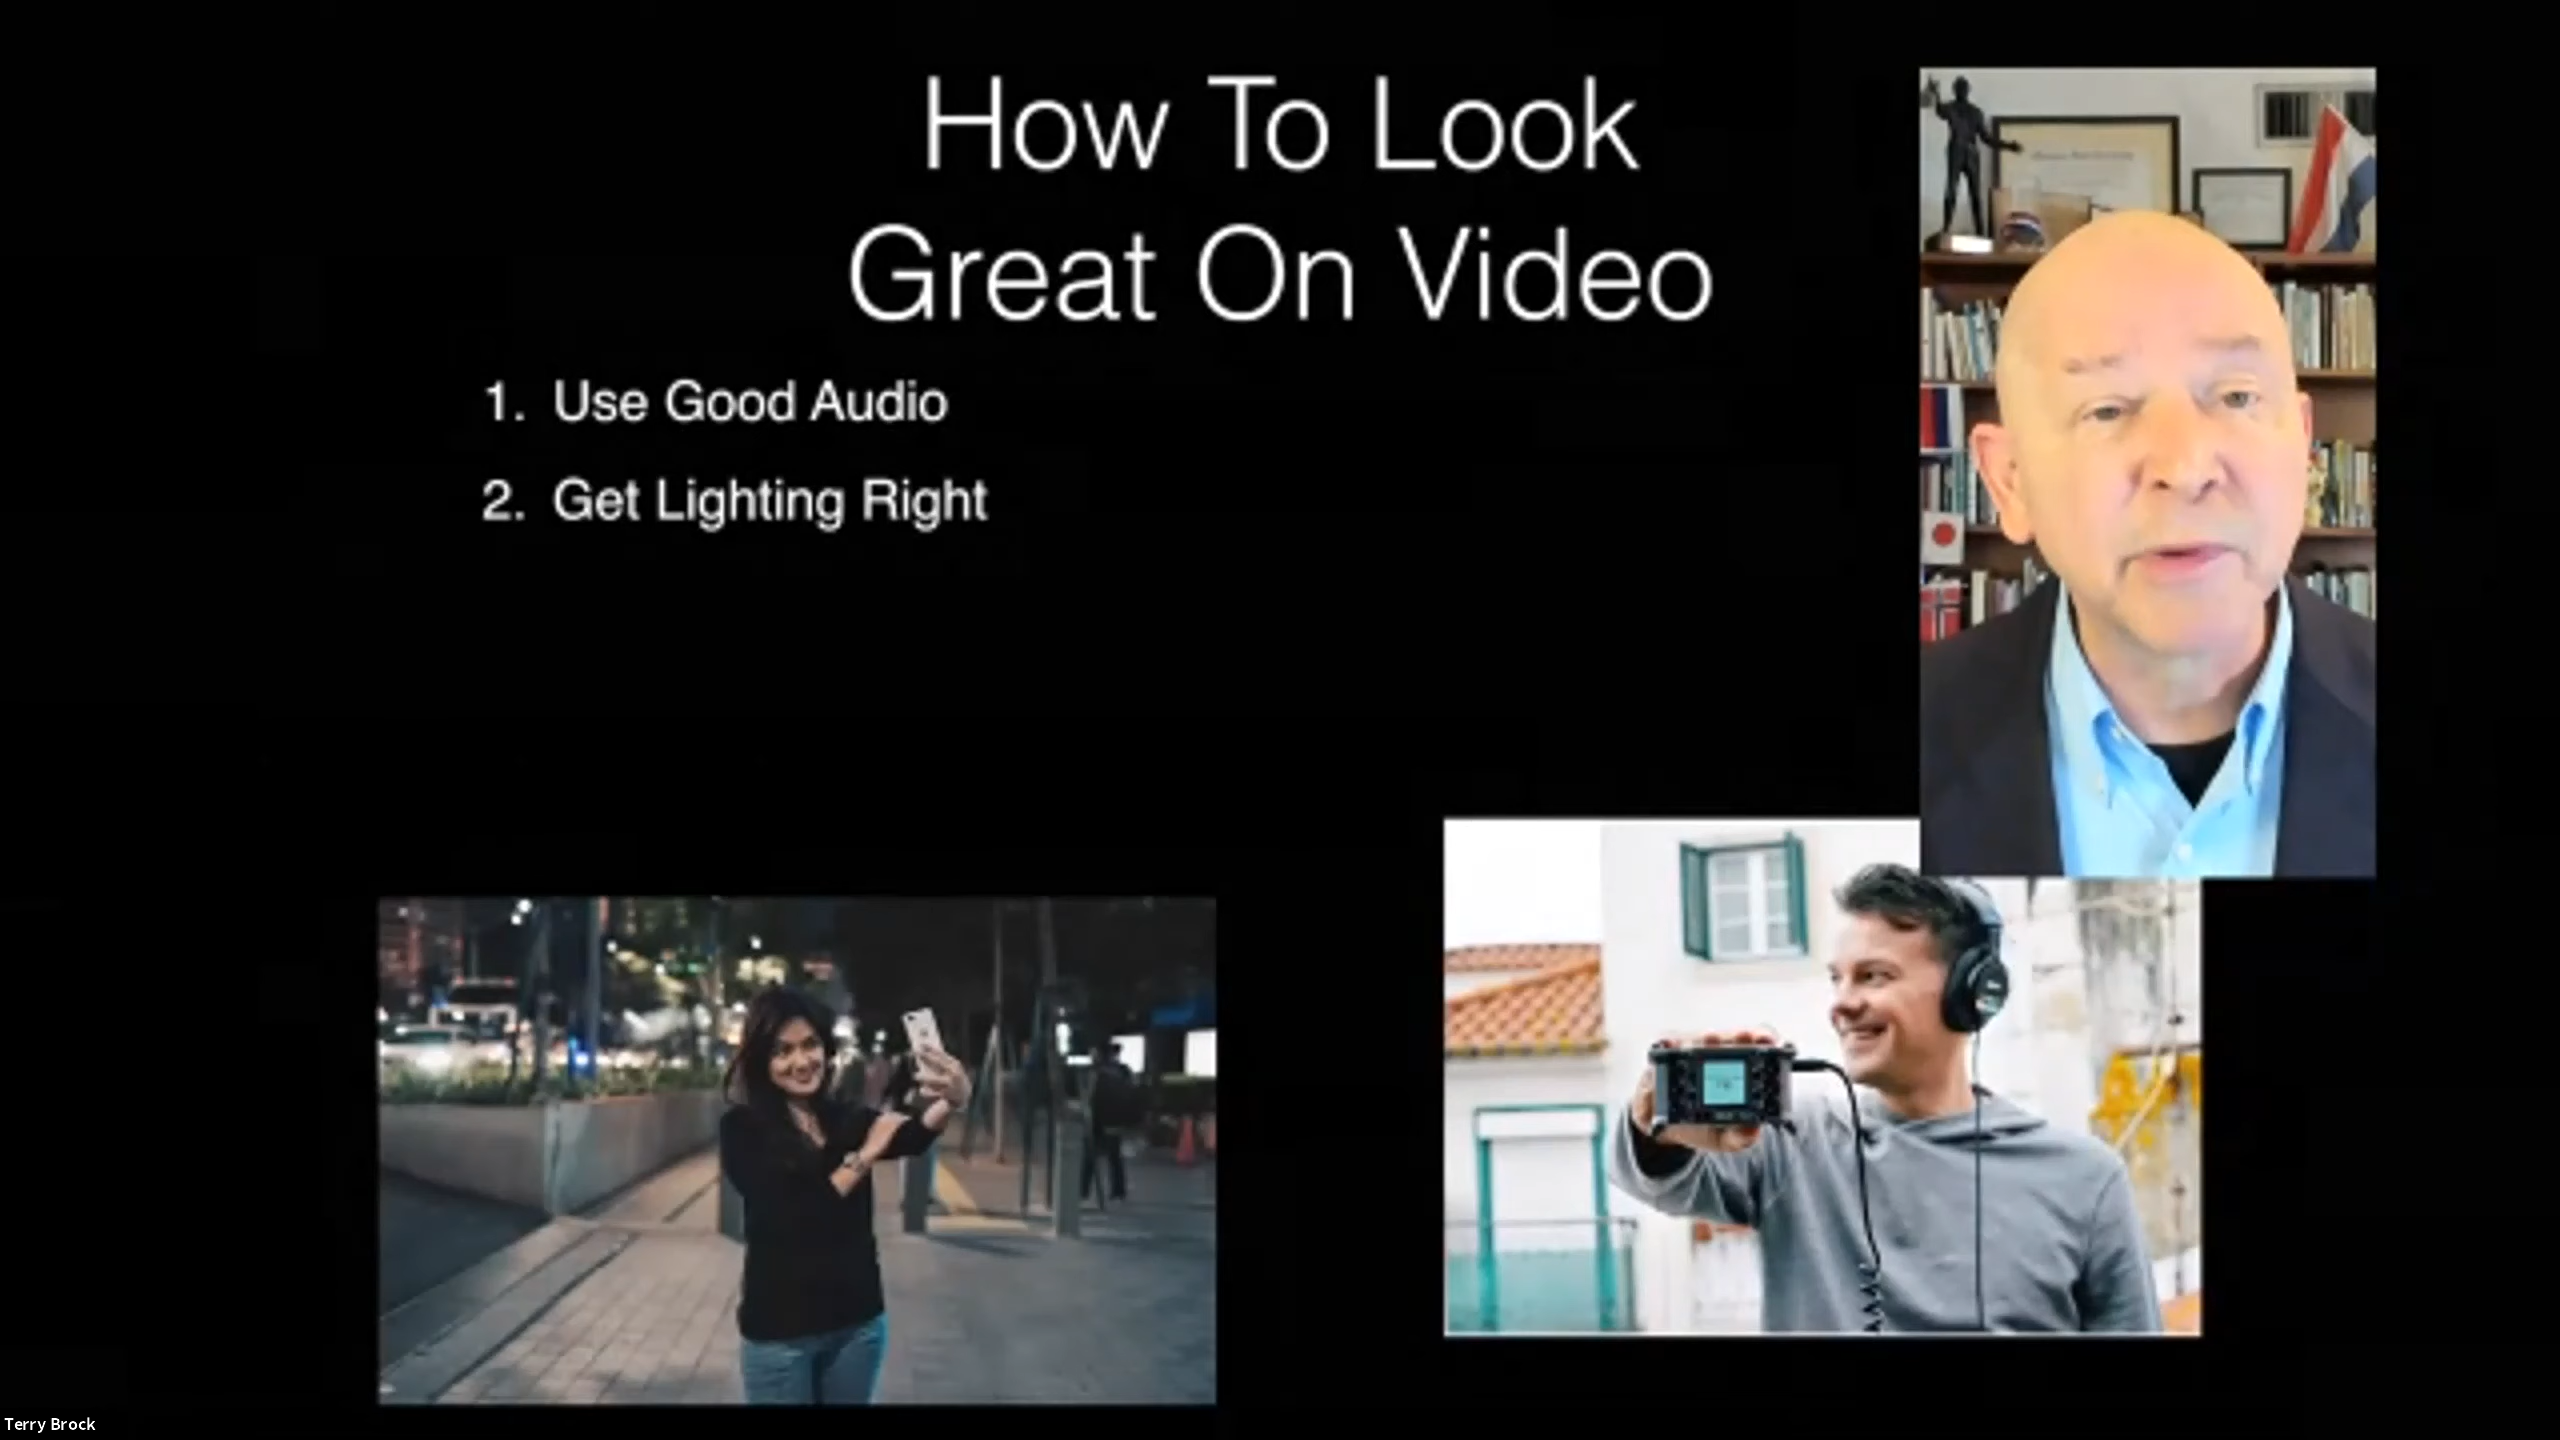 How To Look
Great On Video
1. Use Good Audio
2. Get Lighting Right
Terry Brock